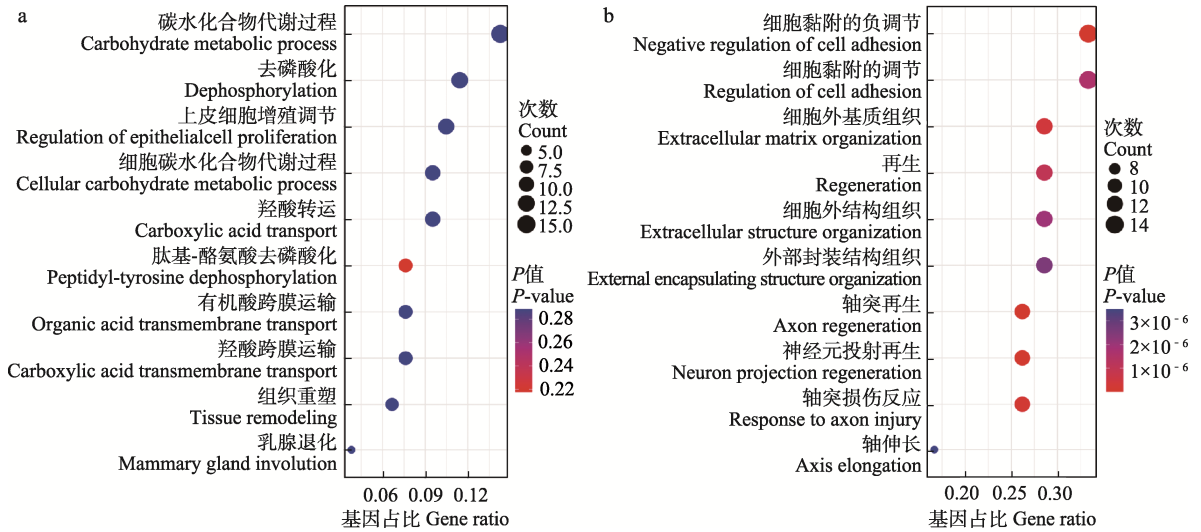 a
碳水化合物代谢过程
Carbohydrate metabolic process
去磷酸化
Dephosphorylation
上皮细胞增殖调节
Regulation of epithelialcell proliferation
细胞碳水化合物代谢过程
Cellular carbohydrate metabolic process
羟酸转运
Carboxylic acid transport
肽基-酪氨酸去磷酸化
Peptidyl-tyrosine dephosphorylation
有机酸跨膜运输
Organic acid transmembrane transport
羟酸跨膜运输
Carboxylic acid transmembrane transport
组织重塑
Tissue remodeling
乳腺退化
Mammary gland involution
0.06 0.09 0.12
基因占比 Gene ratio
次数
Count
5.0
7.5
10.0
12.5
15.0
P值
P-value
0.28
0.26
0.24
0.22
b
细胞黏附的负调节
Negative regulation of cell adhesion
细胞黏附的调节
Regulation of cell adhesion
细胞外基质组织
Extracellular matrix organization
再生
Regeneration
细胞外结构组织
Extracellular structure organization
外部封装结构组织
External encapsulating structure organization
轴突再生
Axon regeneration
神经元投射再生
Neuron projection regeneration
轴突损伤反应
Response to axon injury
轴伸长
Axis elongation
0.20 0.26 0.30
基因占比 Gene ratio
次数
Count
8
10
12
14
P值
P-value
3×10⁻⁶
2×10⁻⁶
1×10⁻⁶